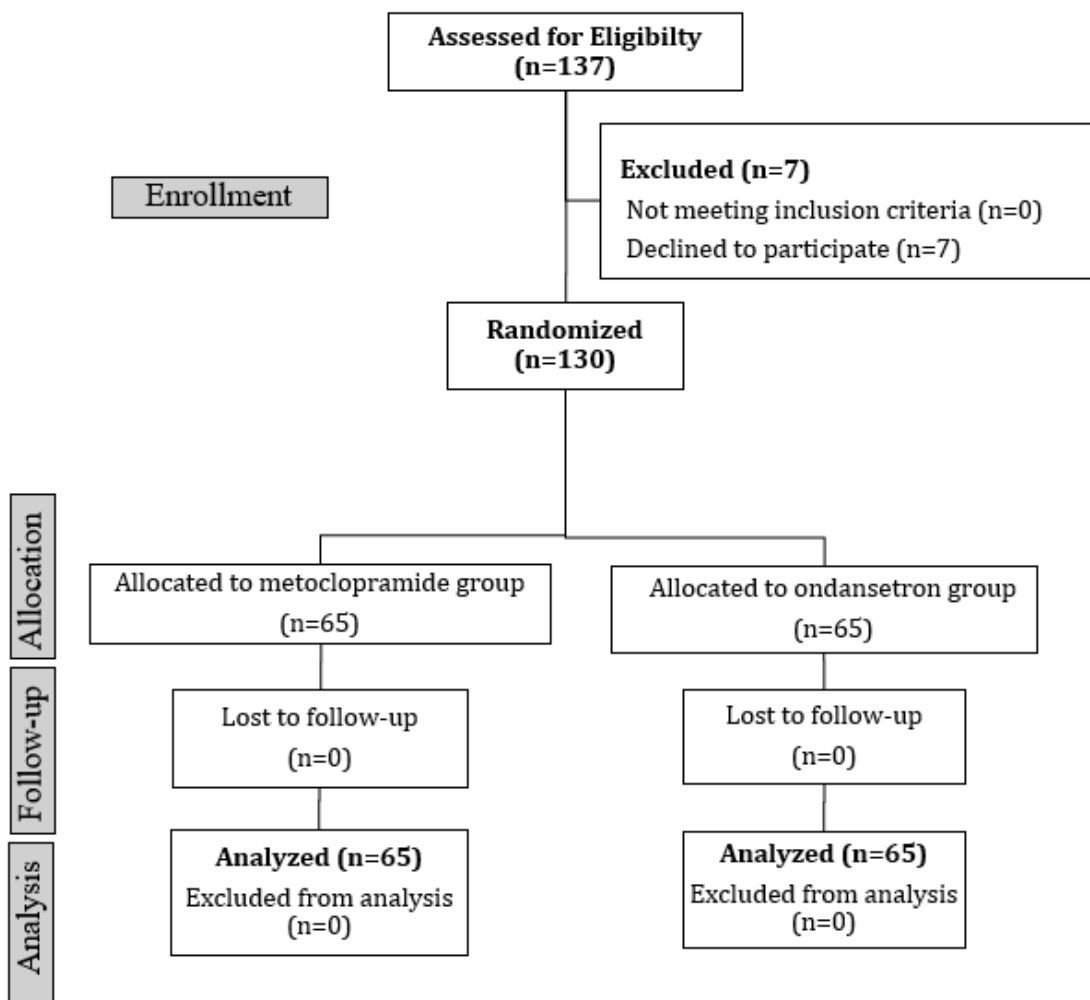 Assessed for Eligibilty
(n=137)
Enrollment
Excluded (n=7)
Not meeting inclusion criteria (n=0)
Declined to participate (n=7)
Randomized
(n=130)
Allocation
Allocated to metoclopramide group
(n=65)
Allocated to ondansetron group
(n=65)
Follow-up
Lost to follow-up
(n=0)
Lost to follow-up
(n=0)
Analysis
Analyzed (n=65)
Excluded from analysis
(n=0)
Analyzed (n=65)
Excluded from analysis
(n=0)